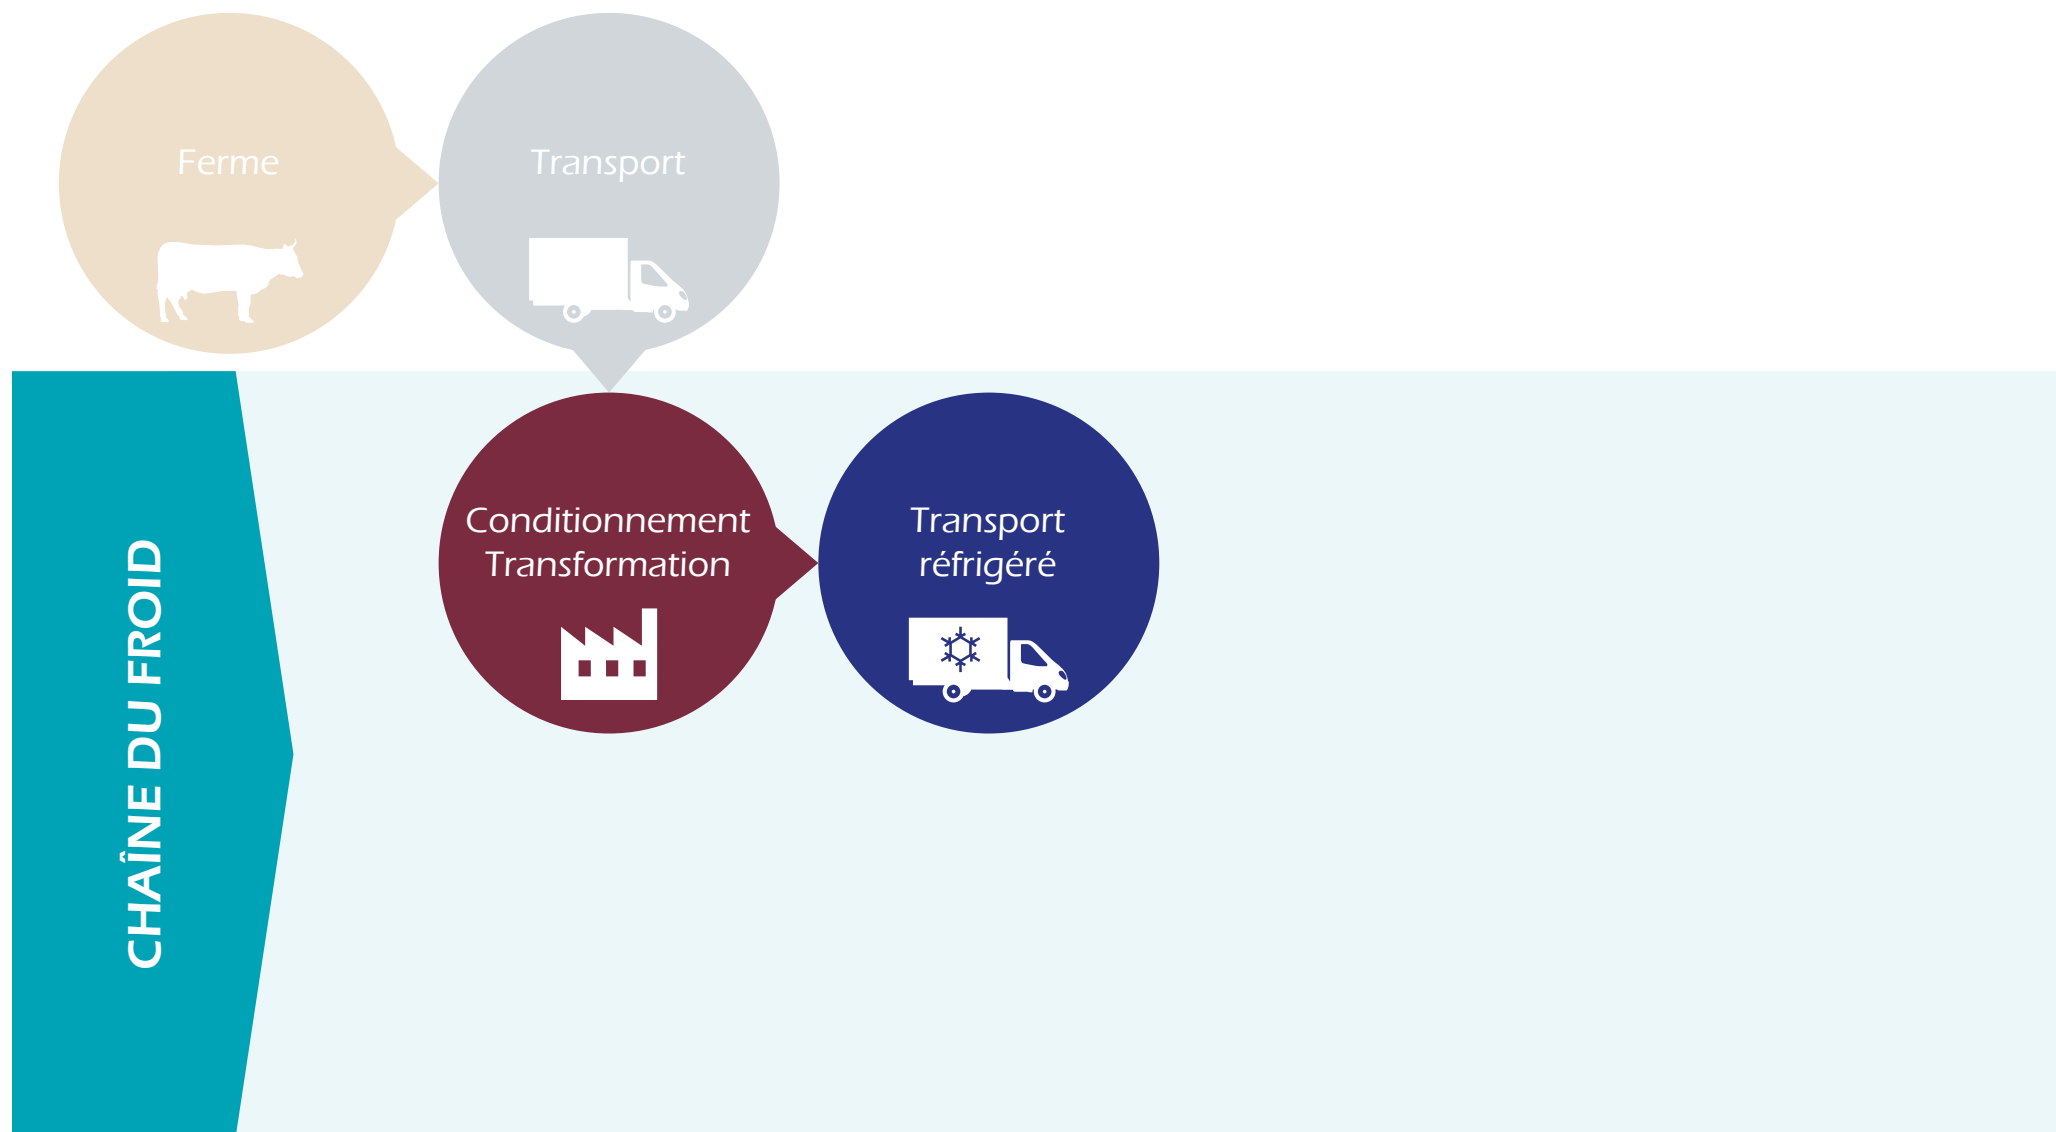 Ferme
Transport
CHAÎNE DU FROID
Conditionnement
Transformation
Transport
réfrigéré